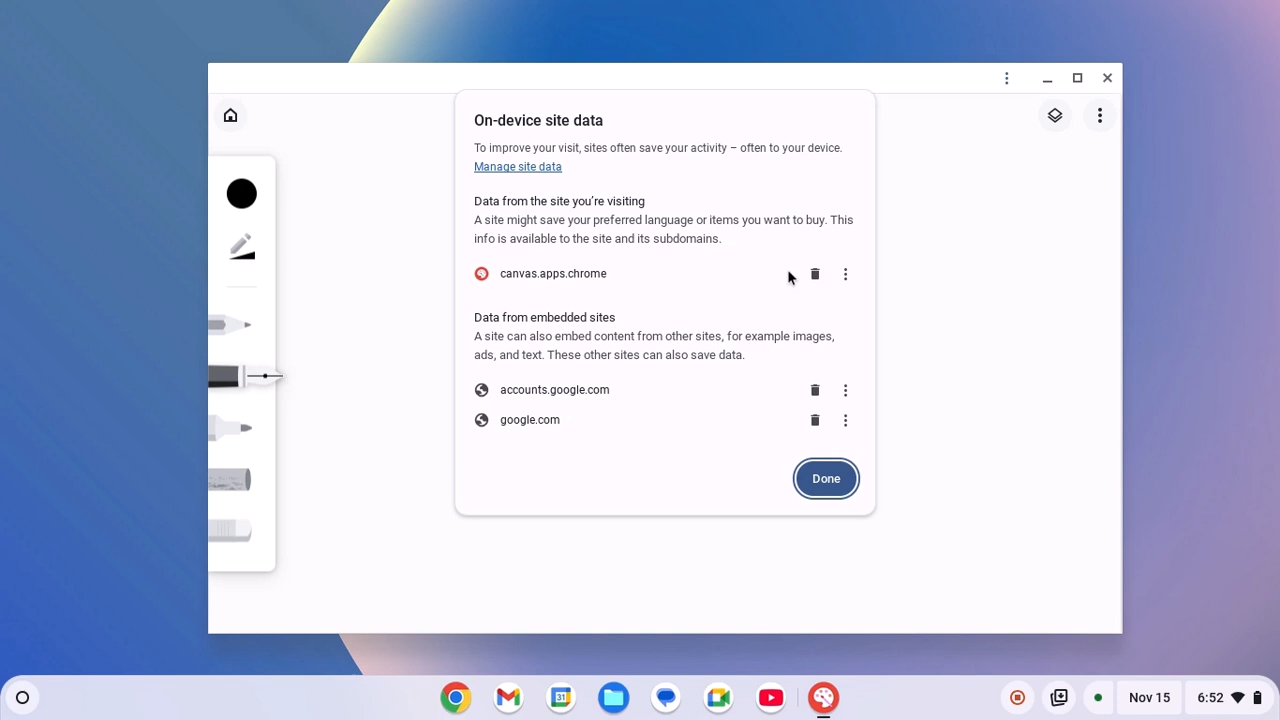 On-device site data
To improve your visit, sites often save your activity – often to your device.
Manage site data
Data from the site you're visiting
A site might save your preferred language or items you want to buy. This
info is available to the site and its subdomains.
canvas.apps.chrome
Data from embedded sites
A site can also embed content from other sites, for example images,
ads, and text. These other sites can also save data.
accounts.google.com
google.com
Done
31
Nov 15
6:52